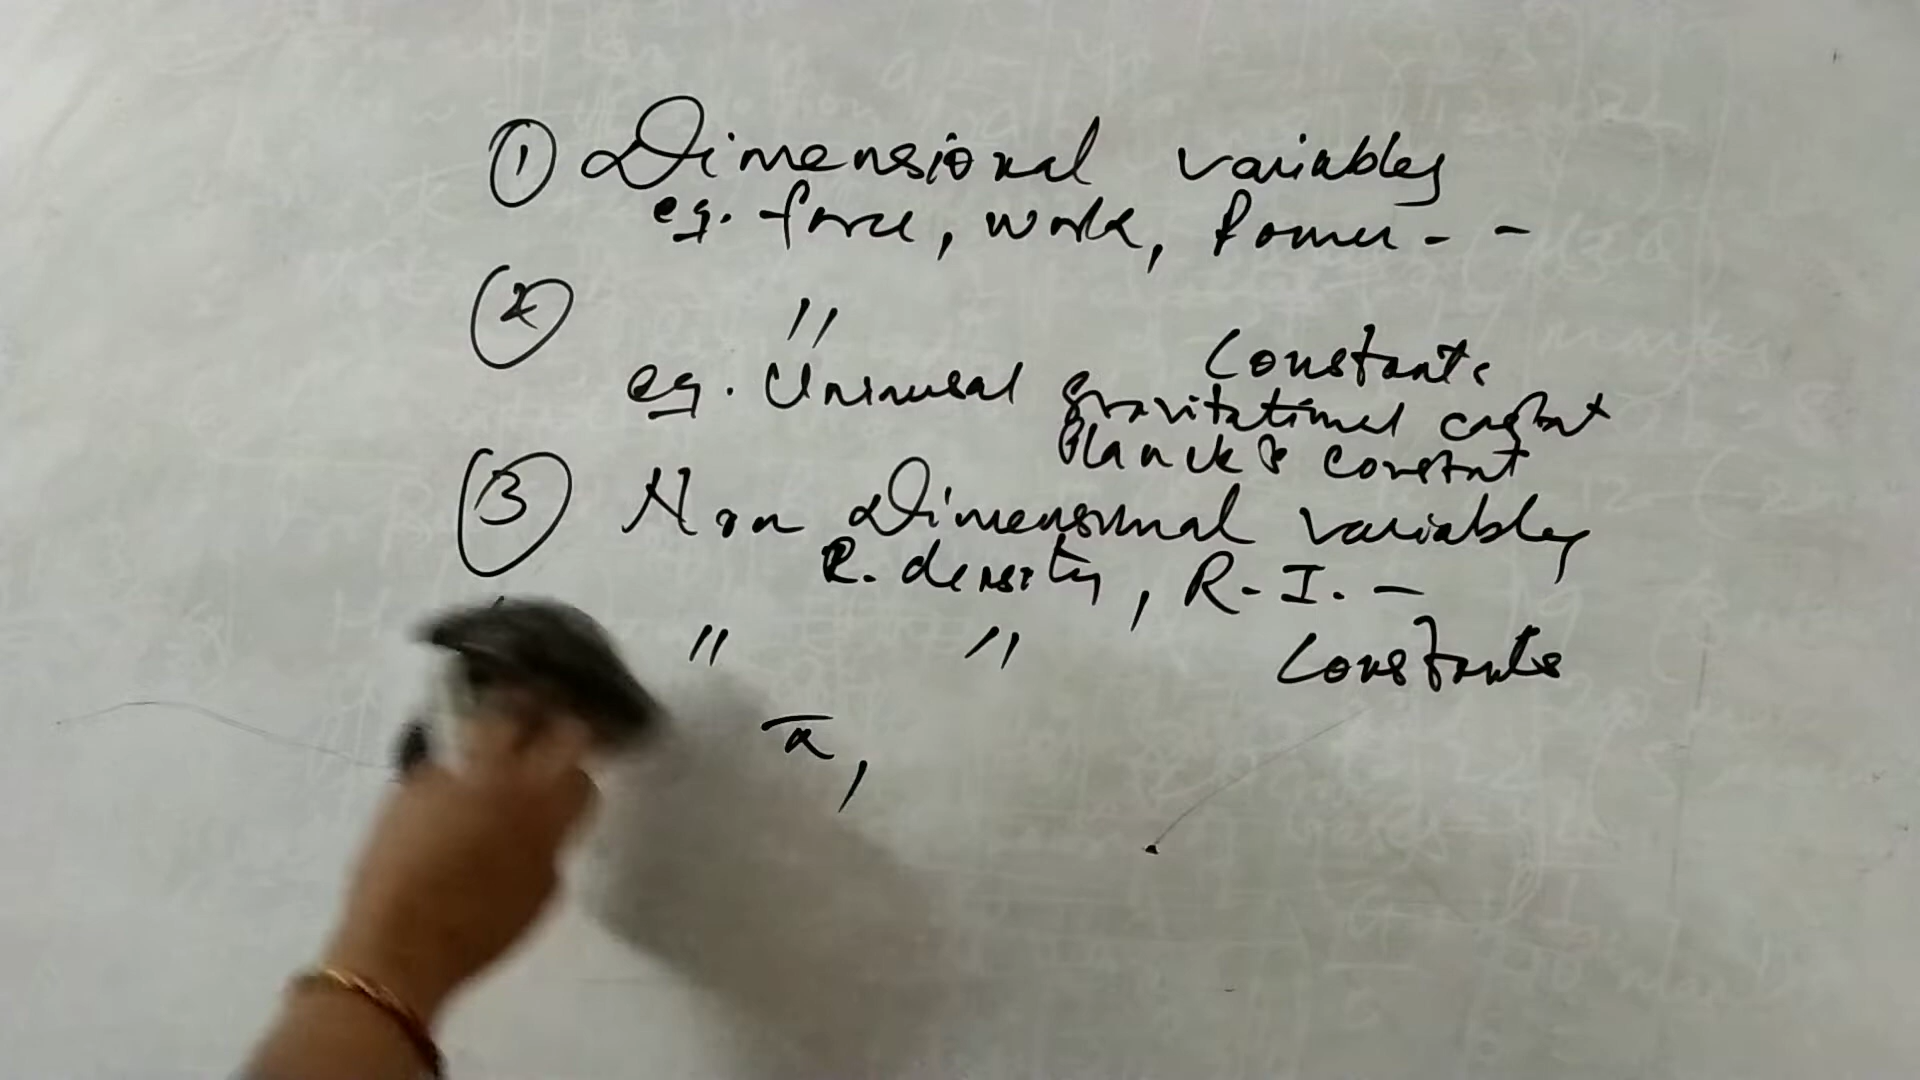 ① Dimensional variables
eg. force, work, Power - -
② " Constants
eg. Universal gravitational constant
Planck's constant
③ Non Dimensional variables
R. density, R. I. -
" " Constants
π,